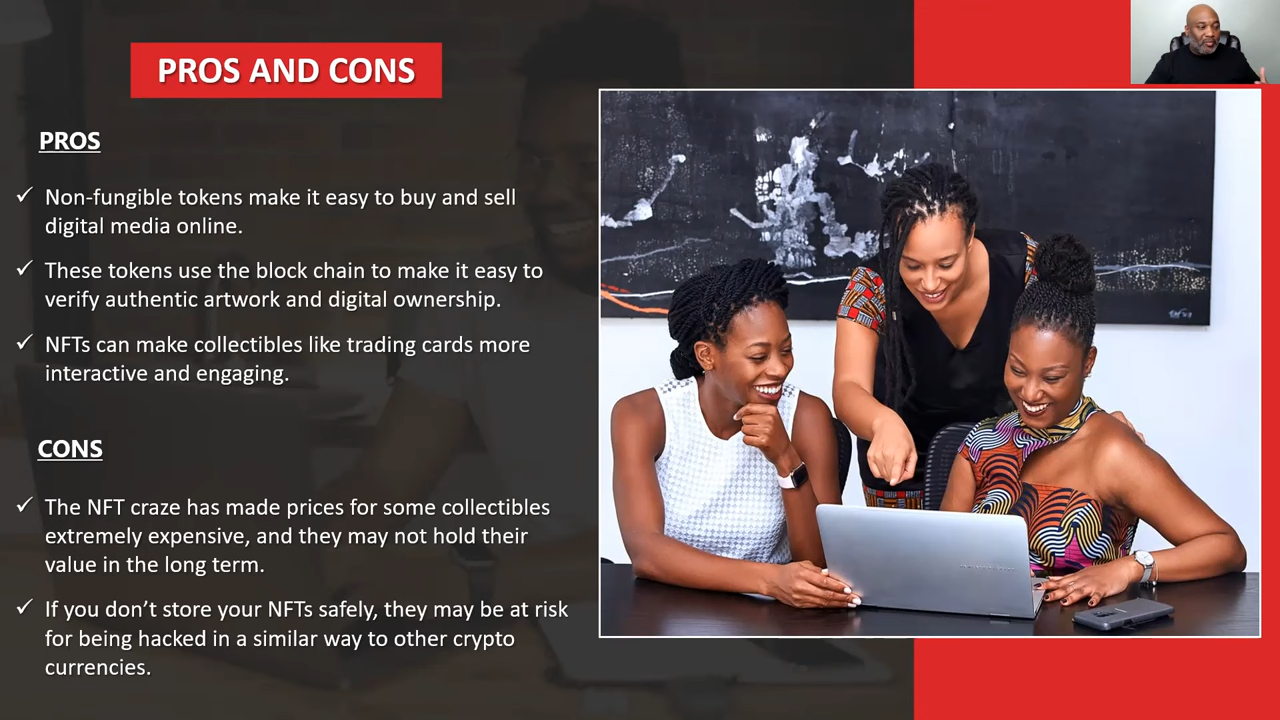 PROS AND CONS
PROS
✓ Non-fungible tokens make it easy to buy and sell
digital media online.
✓ These tokens use the block chain to make it easy to
verify authentic artwork and digital ownership.
✓ NFTs can make collectibles like trading cards more
interactive and engaging.
CONS
✓ The NFT craze has made prices for some collectibles
extremely expensive, and they may not hold their
value in the long term.
✓ If you don’t store your NFTs safely, they may be at risk
for being hacked in a similar way to other crypto
currencies.